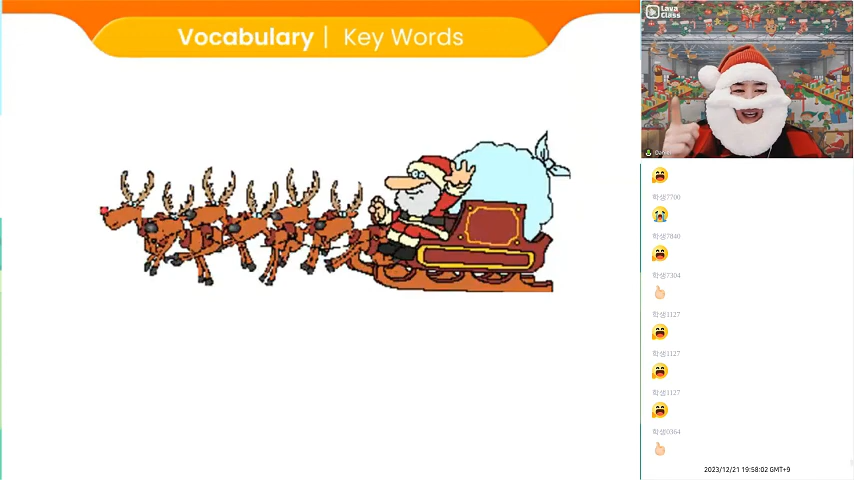 Vocabulary | Key Words
Lava
Class
Daniel
학생7700
학생7840
학생7304
학생1127
학생1127
학생1127
학생0364
2023/12/21 19:58:02 GMT+9